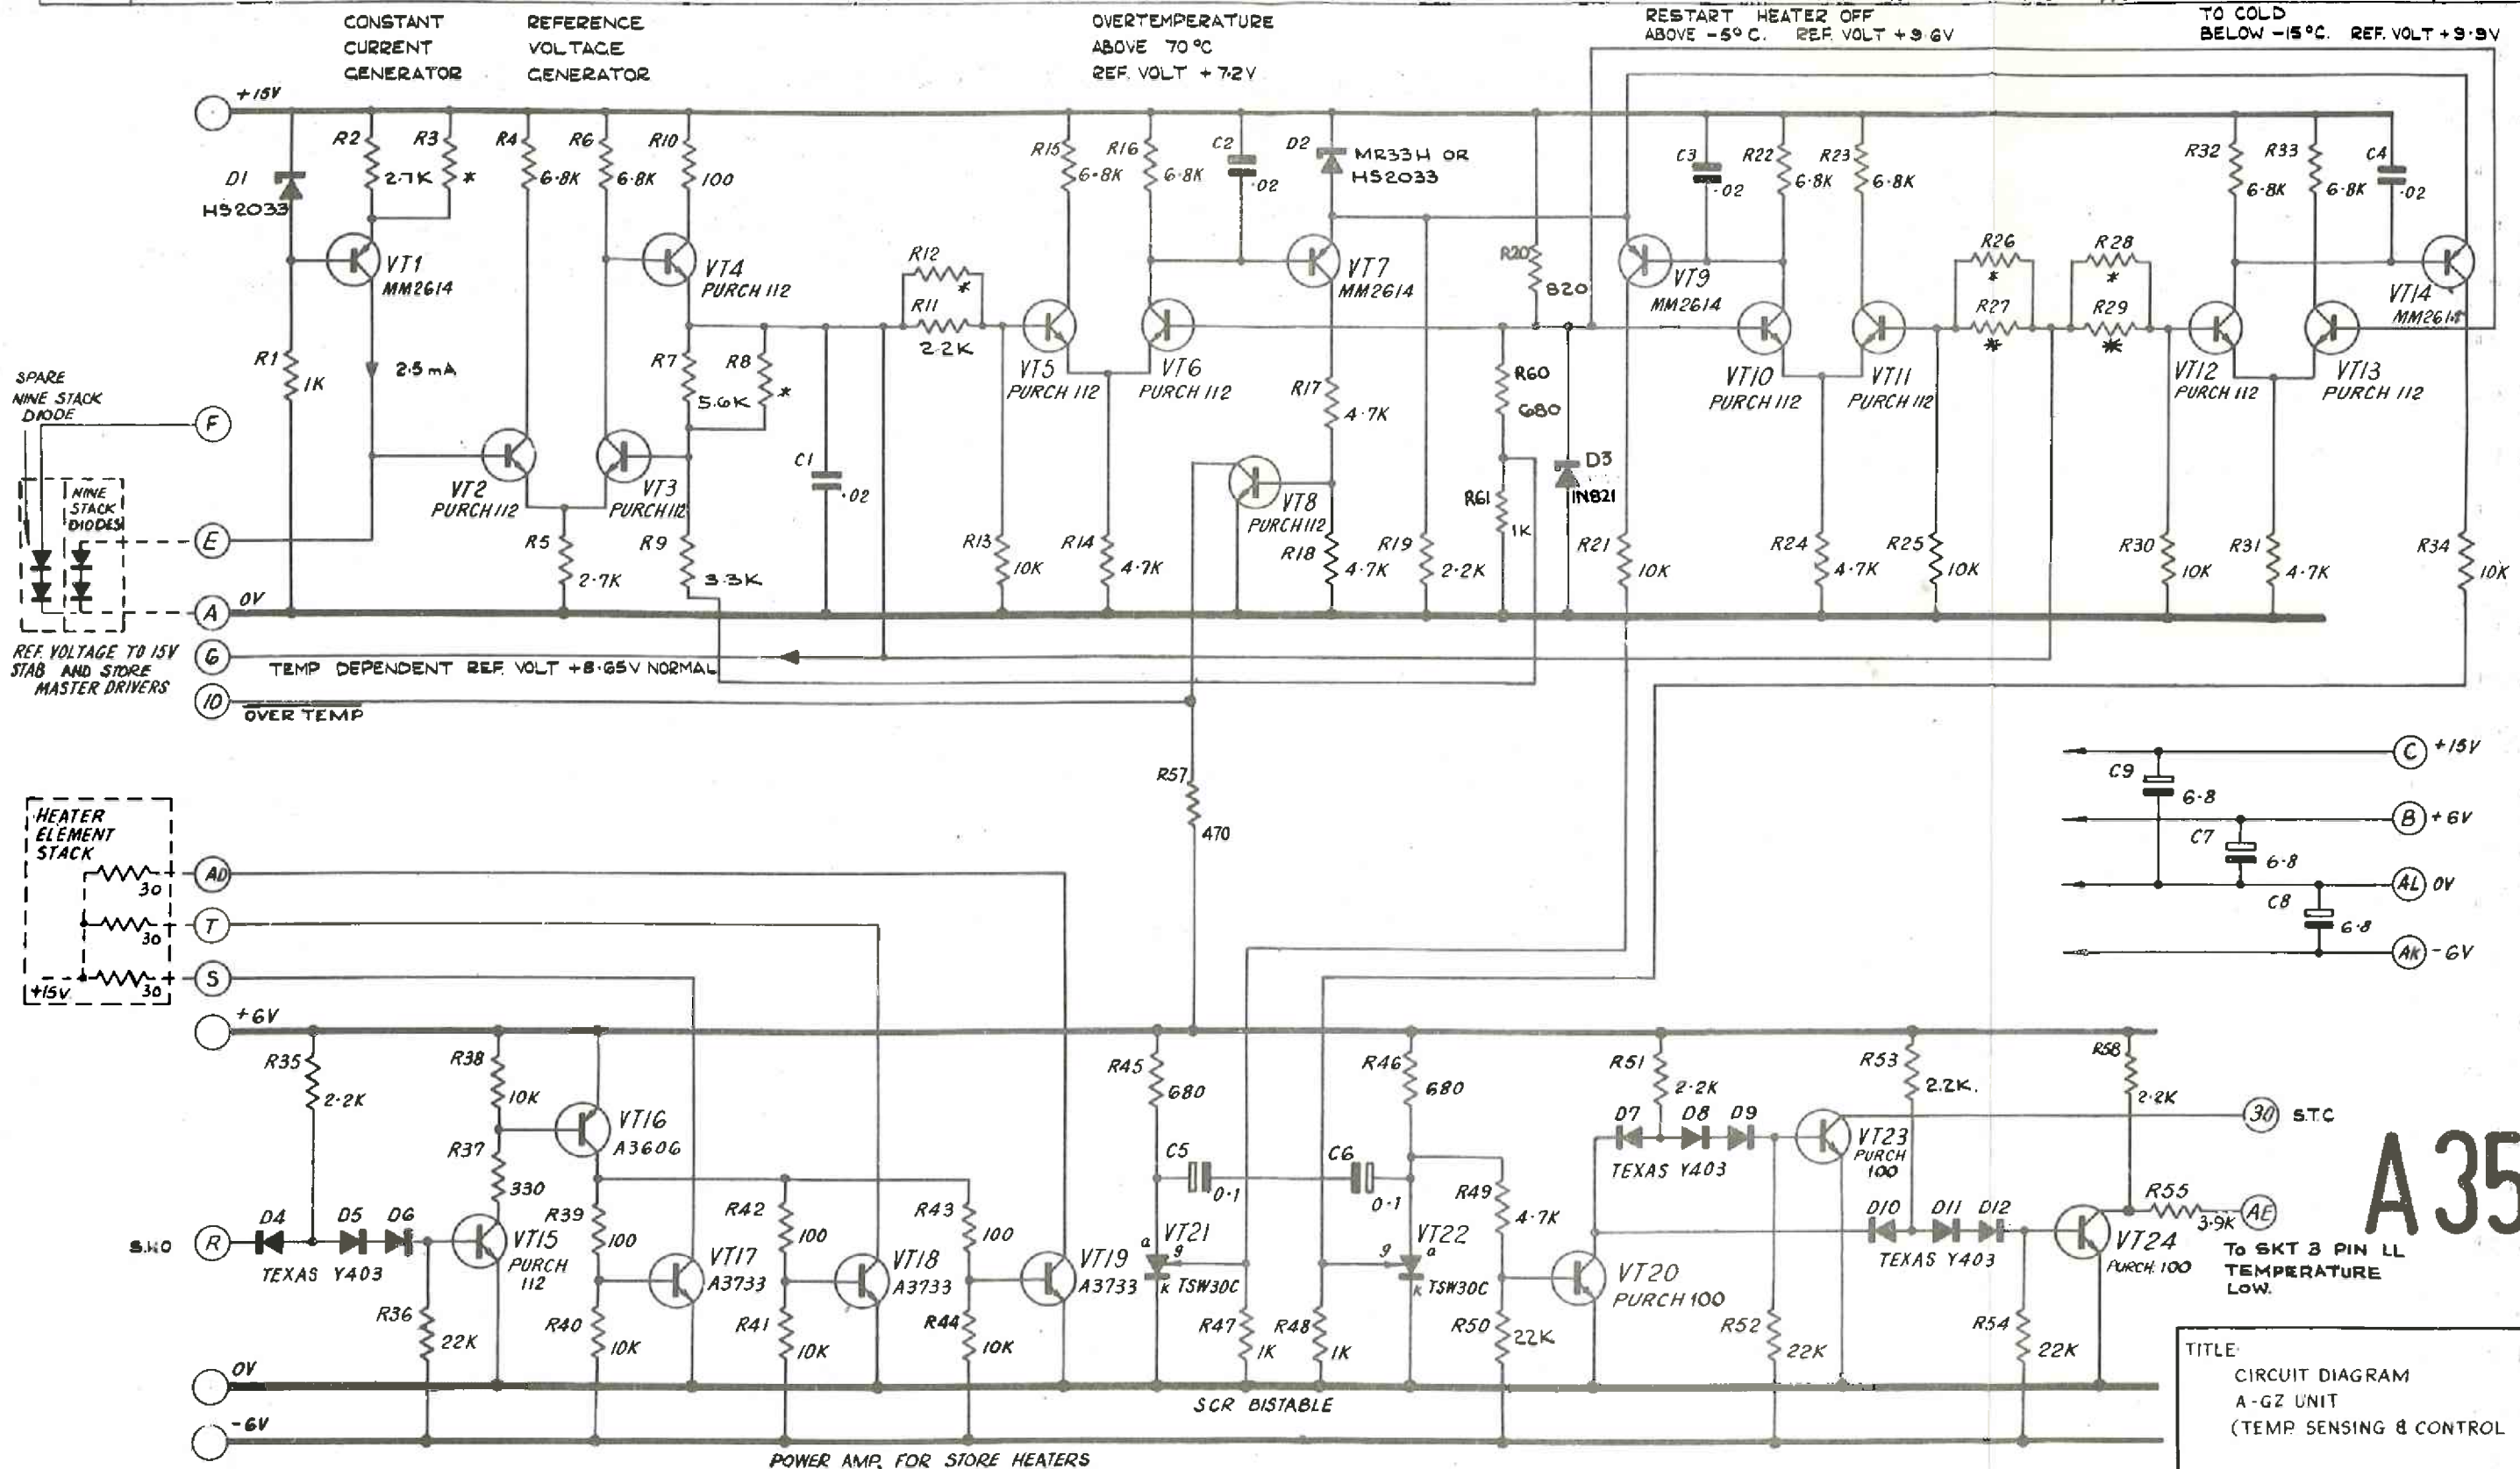 CONSTANT
CURRENT
GENERATOR
REFERENCE
VOLTAGE
GENERATOR
OVERTEMPERATURE
ABOVE 70°C
REF. VOLT + 7.2V
RESTART HEATER OFF
ABOVE -5°C. REF. VOLT +9.6V
TO COLD
BELOW -15°C. REF. VOLT +9.9V
+15V
D1
HS2033
R2
2.7K
R3
*
R4
6.8K
R6
6.8K
R10
100
R15
6.8K
R16
6.8K
C2
.02
D2
MR33H OR
HS2033
C3
.02
R22
6.8K
R23
6.8K
R32
6.8K
R33
6.8K
C4
.02
VT1
MM2614
VT4
PURCH 112
R12
*
R11
2.2K
VT7
MM2614
R20
820
VT9
MM2614
R26
*
R27
*
R28
*
R29
*
VT14
R1
1K
2.5mA
R7
5.6K
R8
*
VT5
PURCH 112
VT6
PURCH 112
R17
4.7K
R60
680
VT10
PURCH 112
VT11
PURCH 112
VT12
PURCH 112
VT13
PURCH 112
SPARE
NINE STACK
DIODE
F
NINE
STACK
DIODES
VT2
PURCH 112
VT3
PURCH 112
C1
.02
VT8
PURCH 112
R61
1K
D3
IN821
E
R5
2.7K
R9
3.3K
R13
10K
R14
4.7K
R18
4.7K
R19
2.2K
R21
10K
R24
4.7K
R25
10K
R30
10K
R31
4.7K
R34
10K
A
0V
REF. VOLTAGE TO 15V
STAB AND STORE
MASTER DRIVERS
G
TEMP DEPENDENT REF. VOLT +8.65V NORMAL
10
OVER TEMP
R57
470
C +15V
C9
6.8
B +6V
C7
6.8
AL 0V
C8
6.8
AK -6V
HEATER
ELEMENT
STACK
30
AD
30
T
+15V
30
S
+6V
R35
2.2K
R38
10K
VT16
A3606
R37
330
R45
680
R46
680
R51
2.2K
R53
2.2K.
R58
2.2K
D7
D8
D9
TEXAS Y403
VT23
PURCH
100
30
S.T.C
C5
0.1
C6
0.1
R49
4.7K
S.H.O
R
D4
D5
D6
TEXAS Y403
VT15
PURCH
112
R39
100
R42
100
R43
100
VT17
A3733
VT18
A3733
VT19
A3733
VT21
a
g
k
TSW30C
VT22
g
a
k
TSW30C
VT20
PURCH 100
D10
D11
D12
TEXAS Y403
VT24
PURCH. 100
R55
3.9K
AE
TO SKT 3 PIN LL
TEMPERATURE
LOW.
A35
R36
22K
R40
10K
R41
10K
R44
10K
R47
1K
R48
1K
R50
22K
R52
22K
R54
22K
0V
SCR BISTABLE
-6V
POWER AMP. FOR STORE HEATERS
TITLE
CIRCUIT DIAGRAM
A-GZ UNIT
(TEMP SENSING & CONTROL